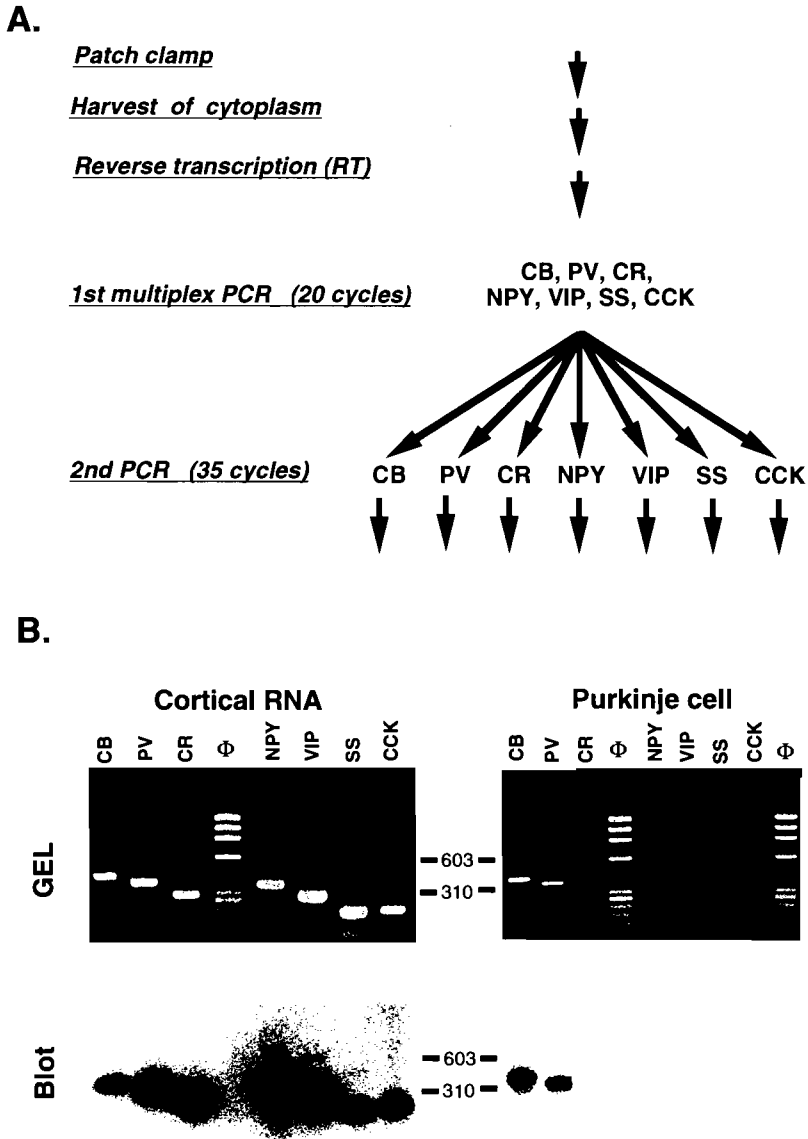 A.
Patch clamp
Harvest of cytoplasm
Reverse transcription (RT)
1st multiplex PCR (20 cycles)
CB, PV, CR,
NPY, VIP, SS, CCK
2nd PCR (35 cycles)
CB PV CR NPY VIP SS CCK
B.
Cortical RNA
Purkinje cell
CB PV CR Φ NPY VIP SS CCK
CB PV CR Φ NPY VIP SS CCK Φ
GEL
603
310
Blot
603
310